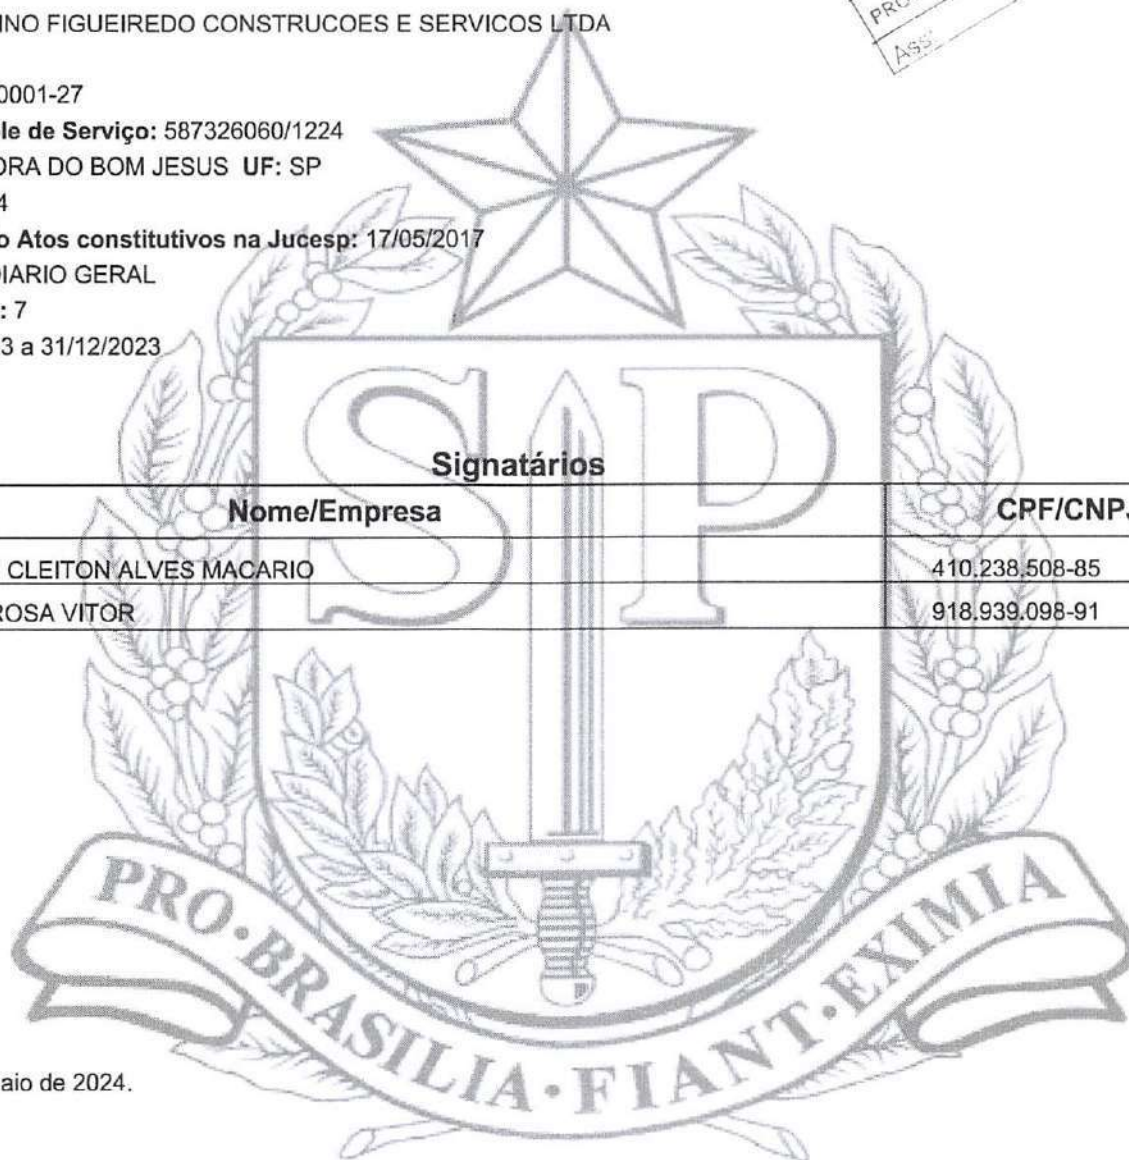 INO FIGUEIREDO CONSTRUCOES E SERVICOS LTDA
PRO
Ass:
0001-27
le de Serviço: 587326060/1224
ORA DO BOM JESUS UF: SP
4
o Atos constitutivos na Jucesp: 17/05/2017
DIARIO GERAL
: 7
3 a 31/12/2023
SP
Signatários
Nome/Empresa CPF/CNPJ
CLEITON ALVES MACARIO 410.238.508-85
ROSA VITOR 918.939.098-91
PRO·BRASILIA·FIANT·EXIMIA
aio de 2024.